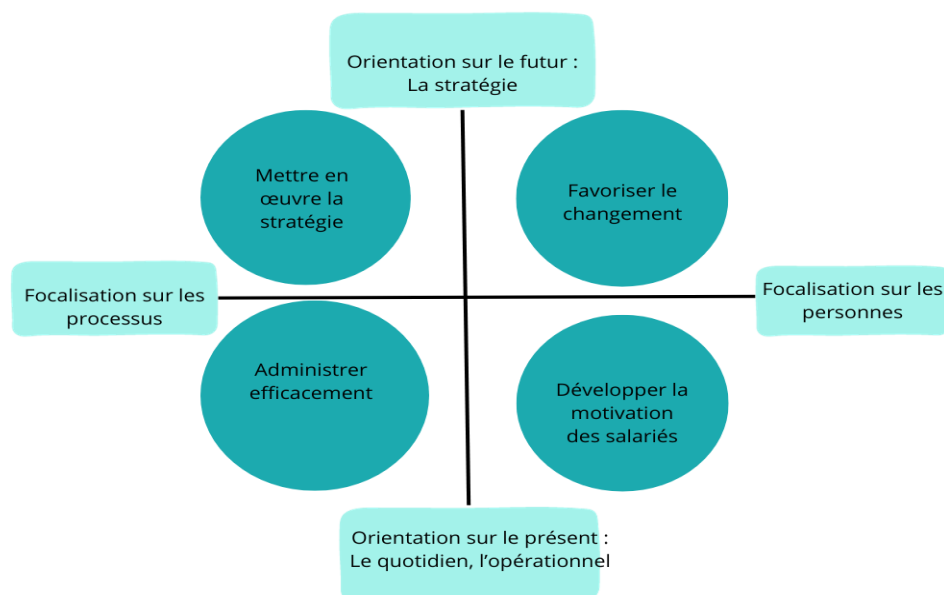 Orientation sur le futur :
La stratégie
Mettre en
œuvre la
stratégie
Favoriser le
changement
Focalisation sur les
processus
Focalisation sur les
personnes
Administrer
efficacement
Développer la
motivation
des salariés
Orientation sur le présent :
Le quotidien, l’opérationnel